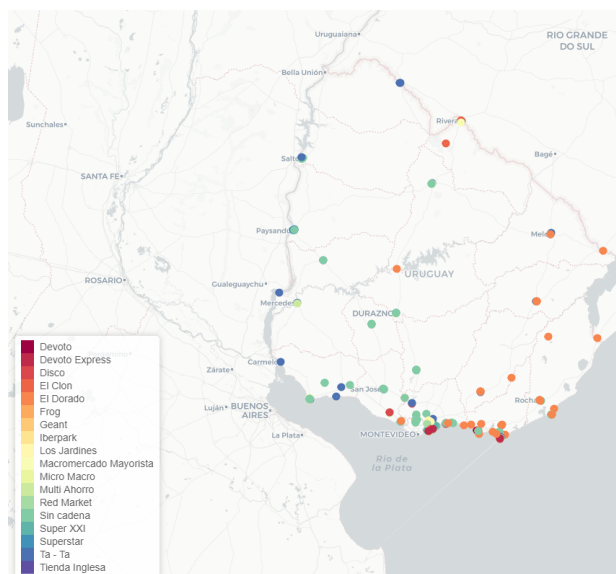 RIO GRANDE
DO SUL
Uruguaiana
Bella Unión
Sunchales
Rivera
Bagé
Salto
SANTA FE
Paysandú
Melo
ROSARIO
Gualeguaychu
URUGUAY
Mercedes
DURAZNO
Devoto
Devoto Express
Disco
El Clon
El Dorado
Frog
Geant
Iberpark
Los Jardines
Macromercado Mayorista
Micro Macro
Multi Ahorro
Red Market
Sin cadena
Super XXI
Superstar
Ta - Ta
Tienda Inglesa
Carmelo
Zárate
San José
Rocha
Luján
BUENOS
AIRES
La Plata
MONTEVIDEO
Río de
la Plata